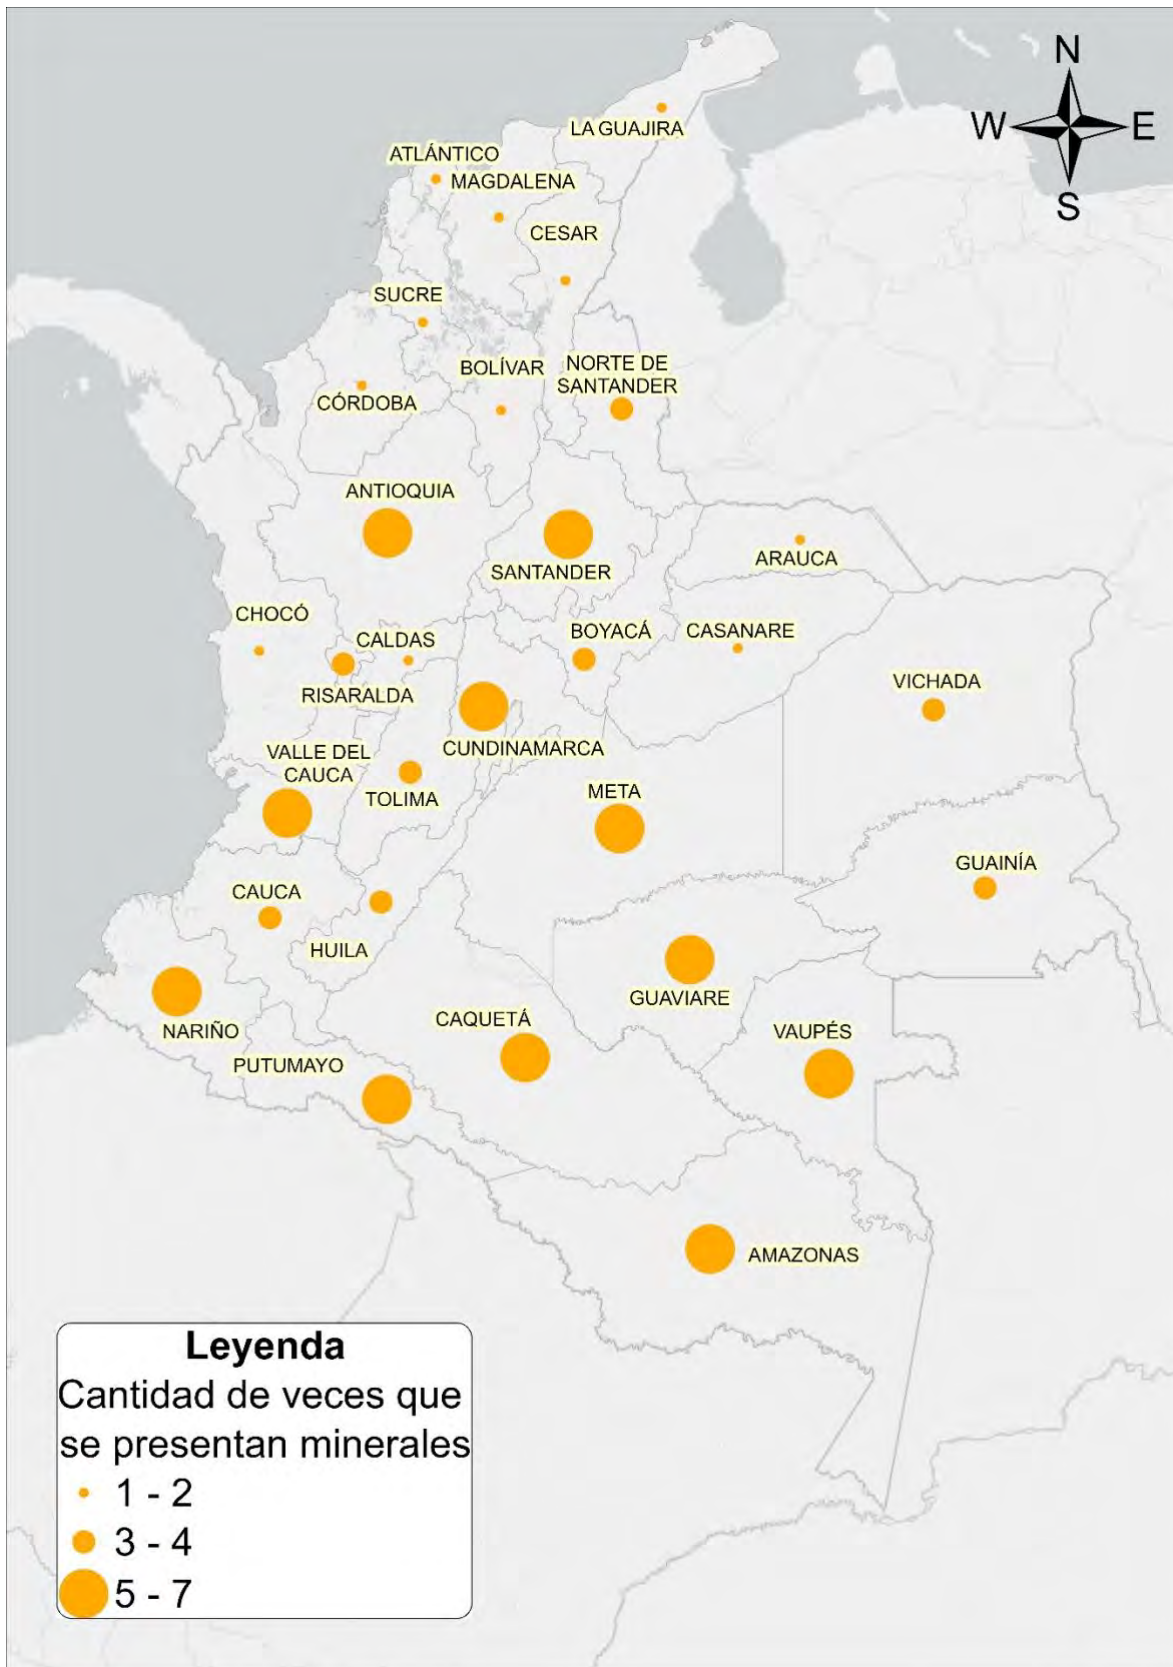 N
W
E
S
LA GUAJIRA
ATLÁNTICO
MAGDALENA
CESAR
SUCRE
BOLÍVAR
NORTE DE
SANTANDER
CÓRDOBA
ANTIOQUIA
SANTANDER
ARAUCA
CHOCÓ
CALDAS
BOYACÁ
CASANARE
RISARALDA
VICHADA
CUNDINAMARCA
VALLE DEL
CAUCA
TOLIMA
META
GUAINÍA
CAUCA
HUILA
GUAVIARE
NARIÑO
CAQUETÁ
VAUPÉS
PUTUMAYO
AMAZONAS
Leyenda
Cantidad de veces que
se presentan minerales
1 - 2
3 - 4
5 - 7